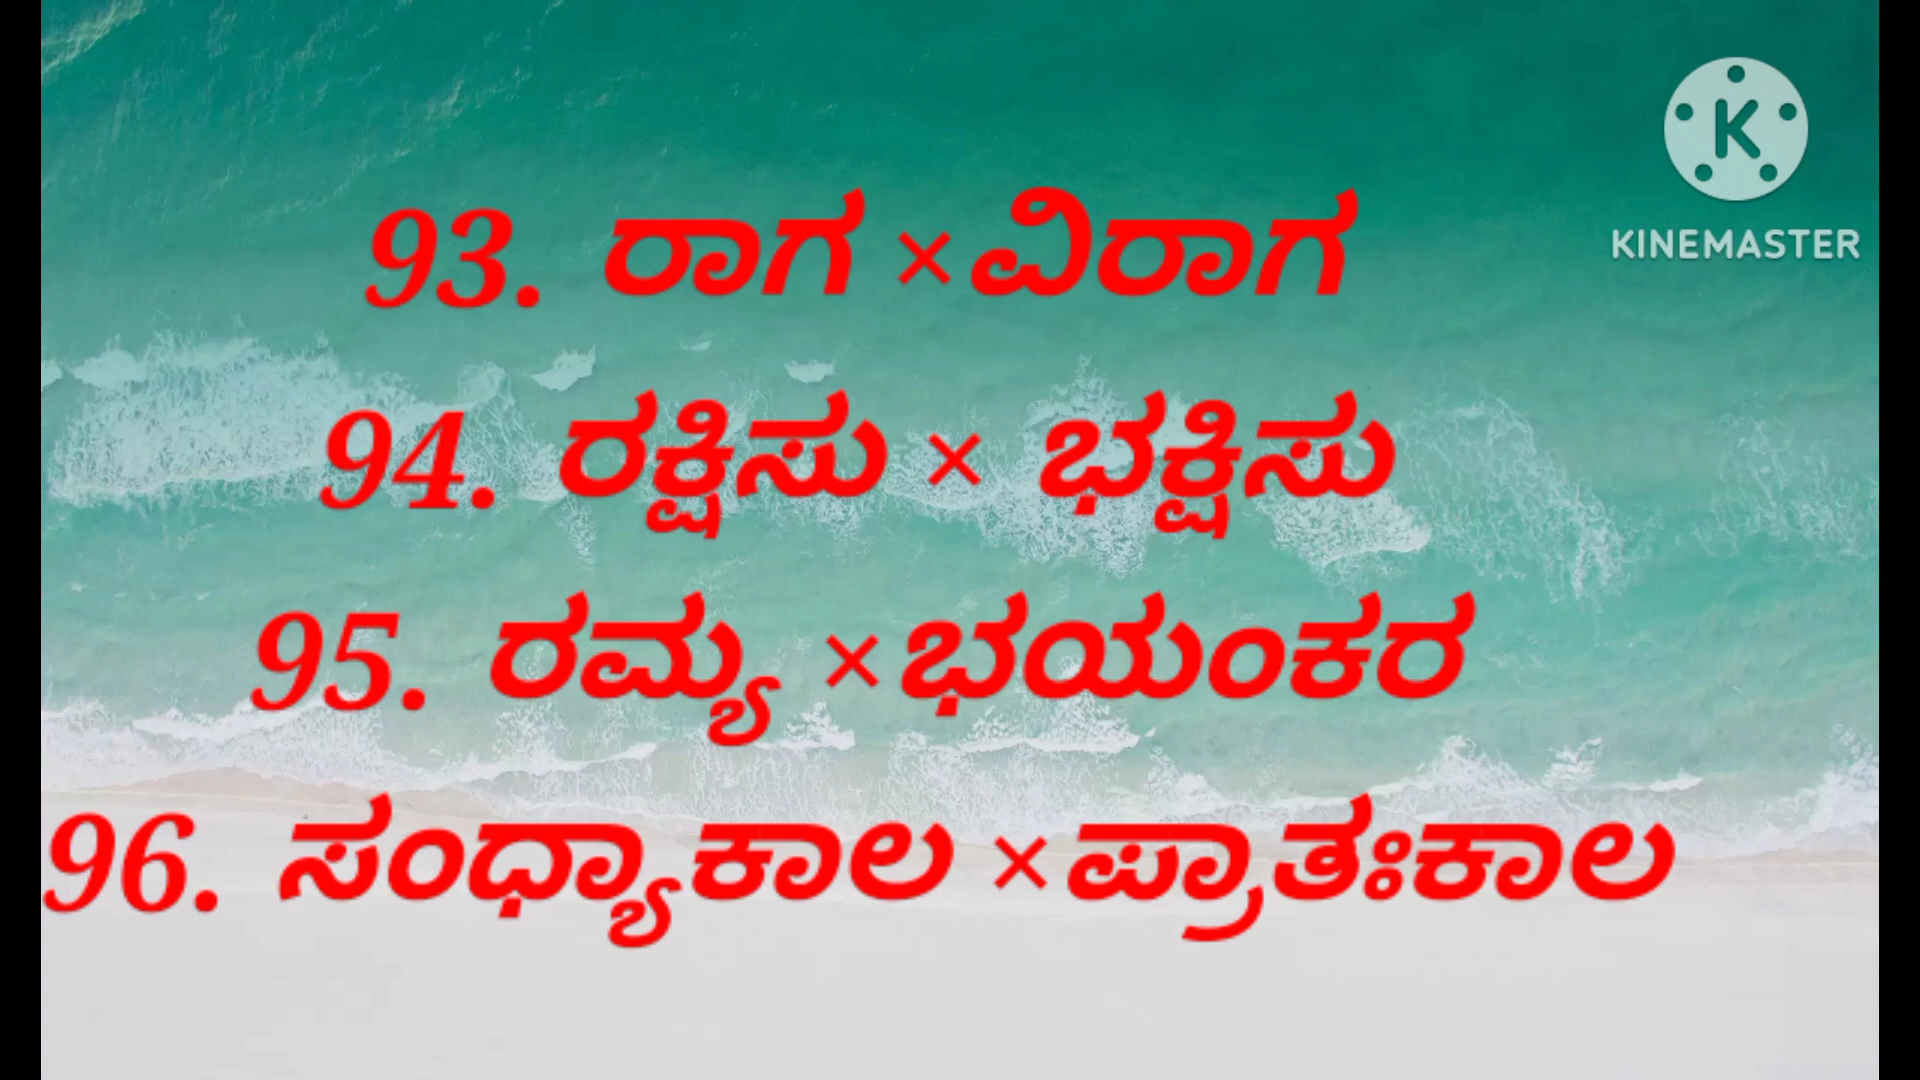 K
KINEMASTER
93. ರಾಗ ×ವಿರಾಗ
94. ರಕ್ಷಿಸು × ಭಕ್ಷಿಸು
95. ರಮ್ಯ ×ಭಯಂಕರ
96. ಸಂಧ್ಯಾಕಾಲ ×ಪ್ರಾತಃಕಾಲ